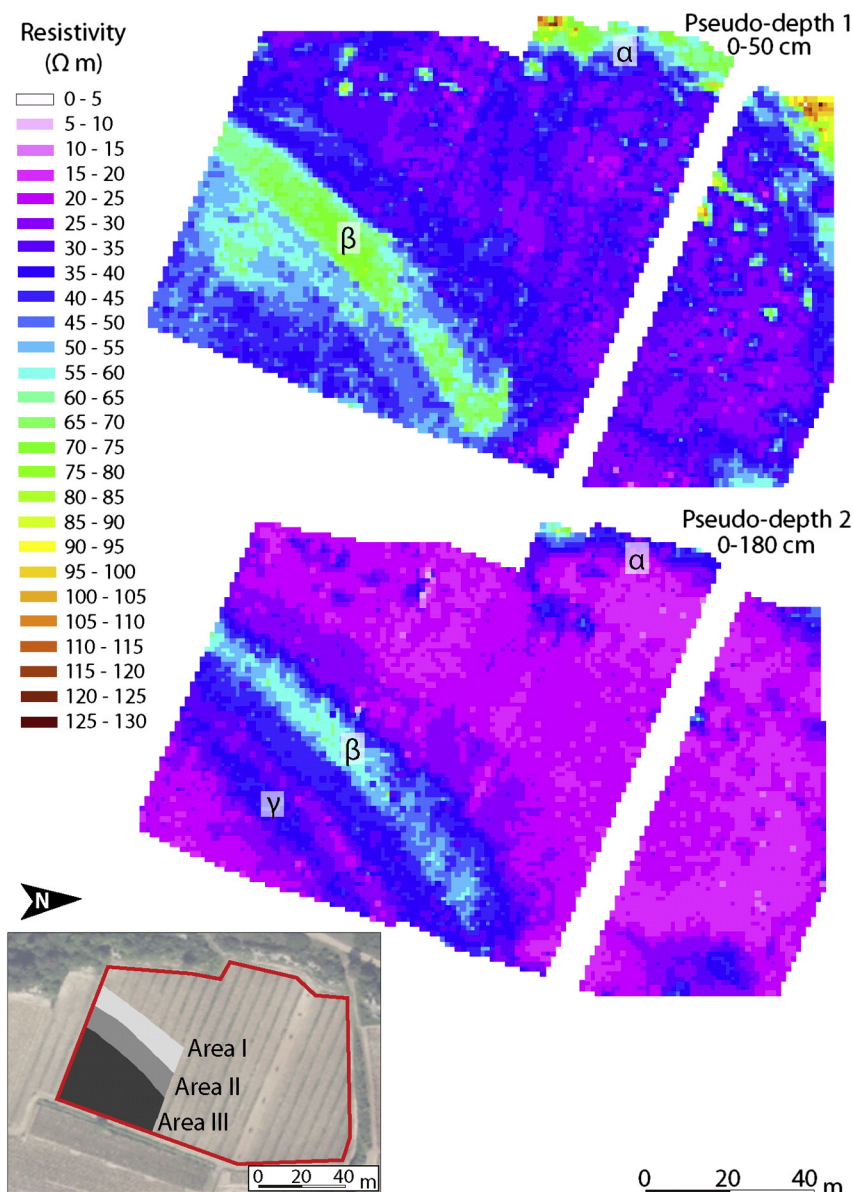 Resistivity
(Ω m)
0 - 5
5 - 10
10 - 15
15 - 20
20 - 25
25 - 30
30 - 35
35 - 40
40 - 45
45 - 50
50 - 55
55 - 60
60 - 65
65 - 70
70 - 75
75 - 80
80 - 85
85 - 90
90 - 95
95 - 100
100 - 105
105 - 110
110 - 115
115 - 120
120 - 125
125 - 130
Pseudo-depth 1
0-50 cm
α
β
Pseudo-depth 2
0-180 cm
α
β
γ
N
Area I
Area II
Area III
0 20 40 m
0 20 40 m